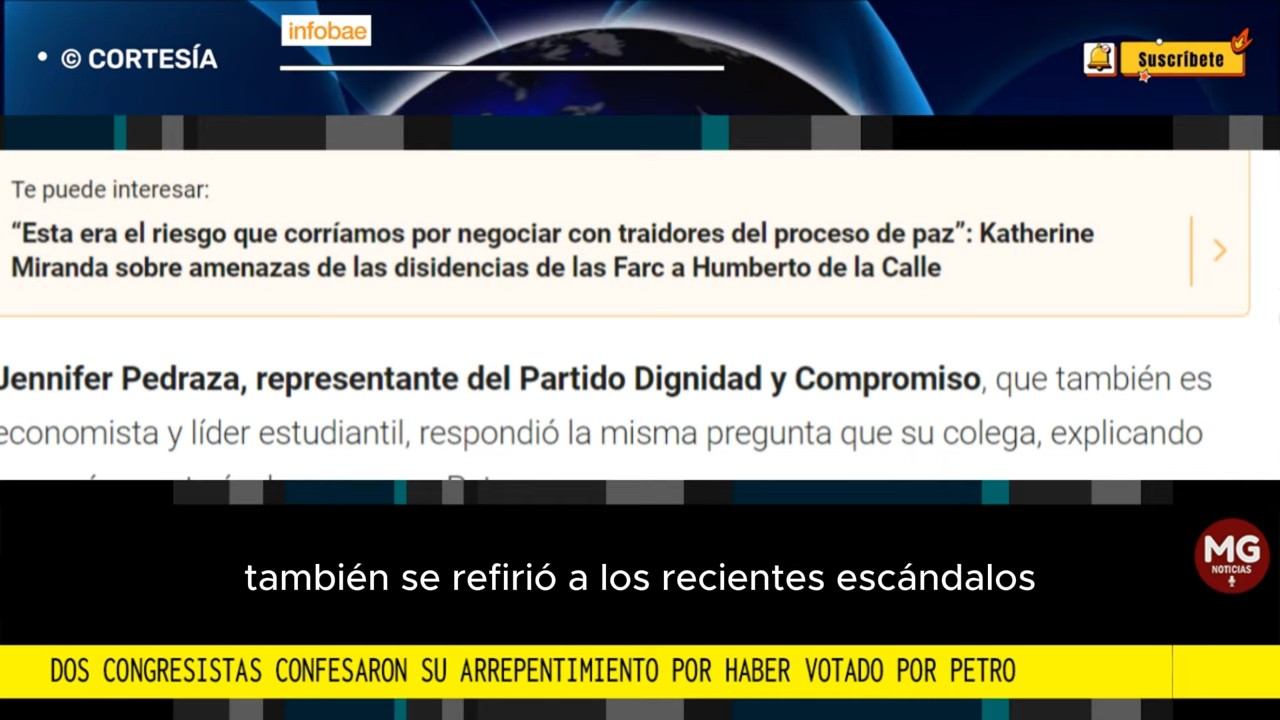 • © CORTESÍA
infobae
Suscríbete
Te puede interesar:
“Esta era el riesgo que corríamos por negociar con traidores del proceso de paz”: Katherine
Miranda sobre amenazas de las disidencias de las Farc a Humberto de la Calle
Jennifer Pedraza, representante del Partido Dignidad y Compromiso, que también es
economista y líder estudiantil, respondió la misma pregunta que su colega, explicando
también se refirió a los recientes escándalos
MG
NOTICIAS
DOS CONGRESISTAS CONFESARON SU ARREPENTIMIENTO POR HABER VOTADO POR PETRO